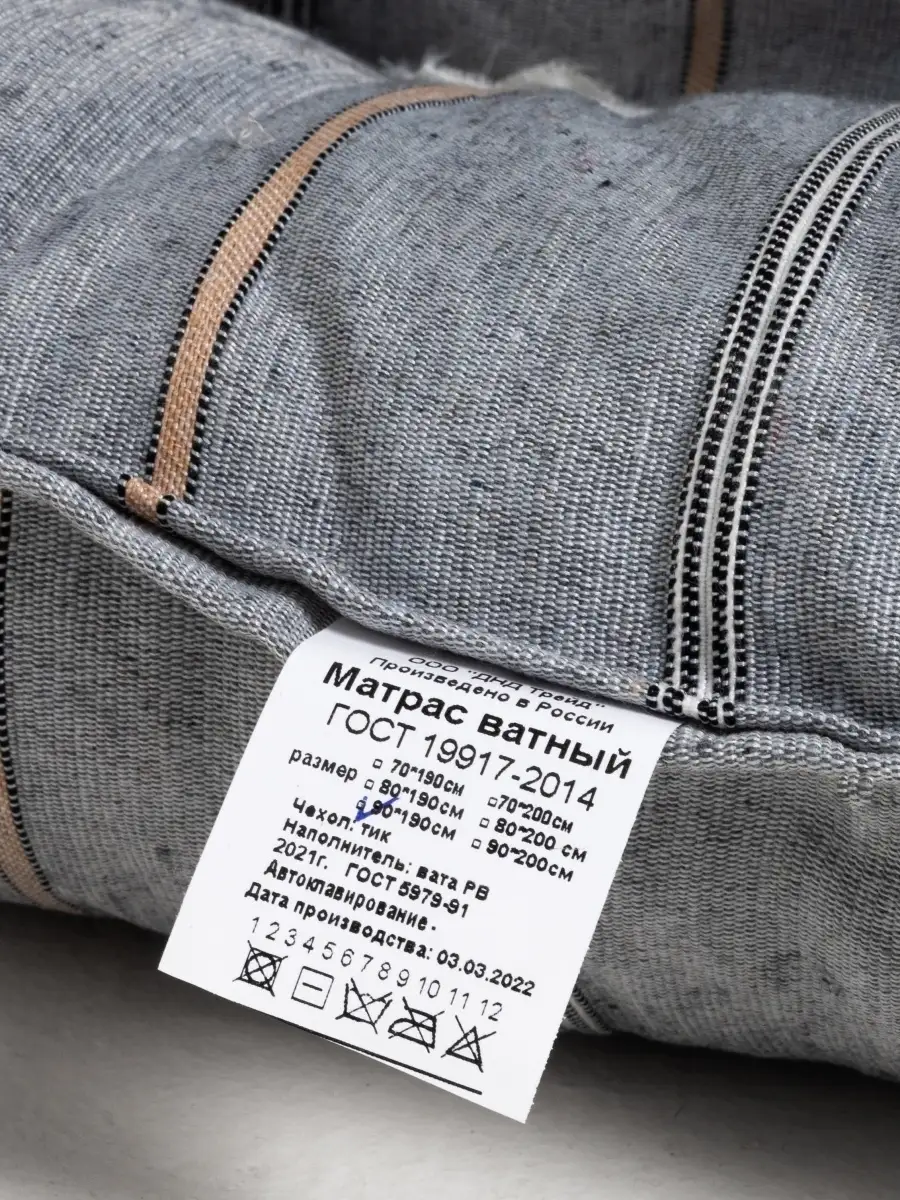 ООО "ДНД Трейд"
Произведено в России
Матрас ватный
ГОСТ 19917-2014
размер □ 70*190см □70*200см
□ 80*190см □ 80*200 см
□ 90*190см □ 90*200см
Чехол: тик
Наполнитель: вата РВ
2021г. ГОСТ 5979-91
Автоклавирование -
Дата производства: 03.03.2022
1 2 3 4 5 6 7 8 9 10 11 12